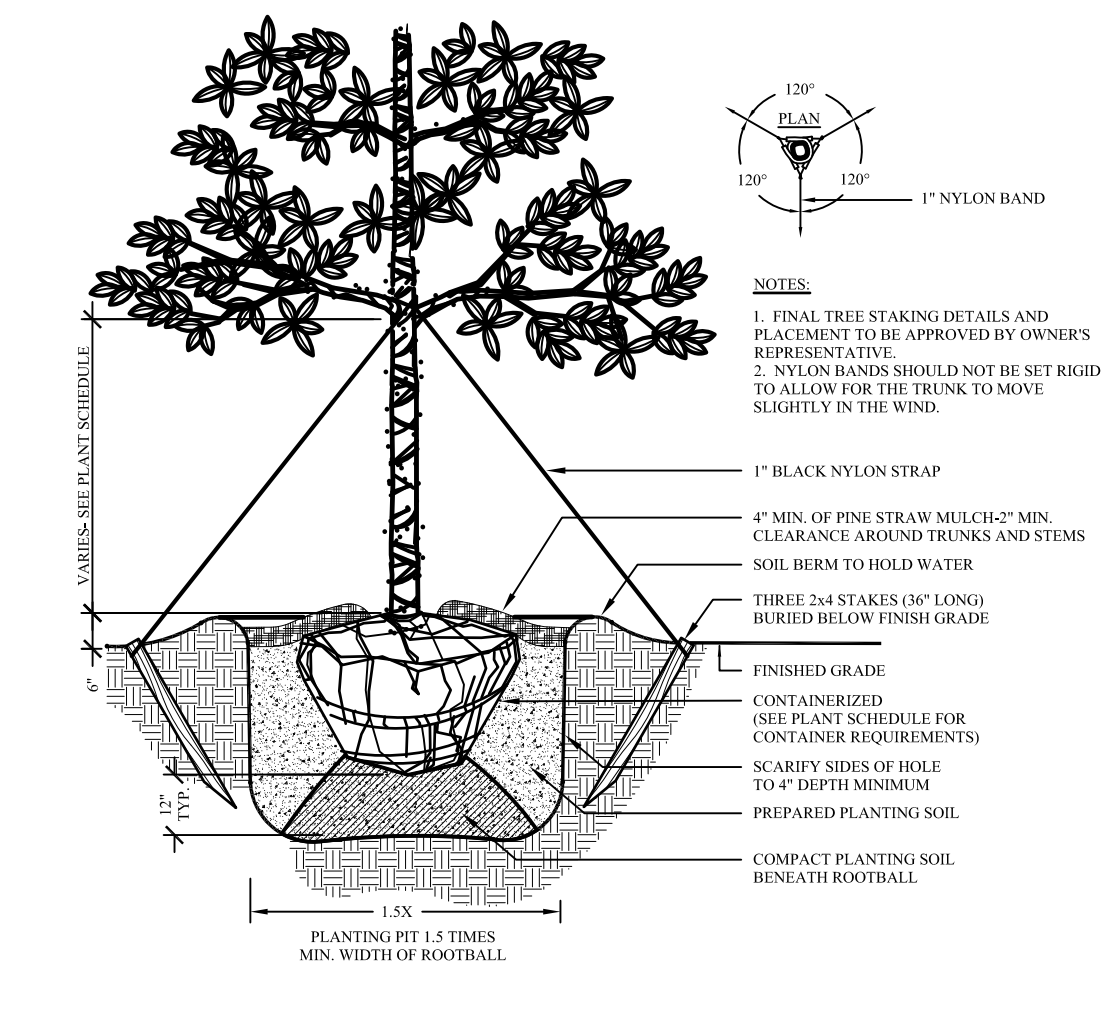 120°
PLAN
120°
120°
1" NYLON BAND
NOTES:
1. FINAL TREE STAKING DETAILS AND
PLACEMENT TO BE APPROVED BY OWNER'S
REPRESENTATIVE.
2. NYLON BANDS SHOULD NOT BE SET RIGID
TO ALLOW FOR THE TRUNK TO MOVE
SLIGHTLY IN THE WIND.
VARIES- SEE PLANT SCHEDULE
1" BLACK NYLON STRAP
4" MIN. OF PINE STRAW MULCH-2" MIN.
CLEARANCE AROUND TRUNKS AND STEMS
SOIL BERM TO HOLD WATER
THREE 2x4 STAKES (36" LONG)
BURIED BELOW FINISH GRADE
FINISHED GRADE
6"
CONTAINERIZED
(SEE PLANT SCHEDULE FOR
CONTAINER REQUIREMENTS)
SCARIFY SIDES OF HOLE
TO 4" DEPTH MINIMUM
12"
TYP.
PREPARED PLANTING SOIL
COMPACT PLANTING SOIL
BENEATH ROOTBALL
1.5X
PLANTING PIT 1.5 TIMES
MIN. WIDTH OF ROOTBALL